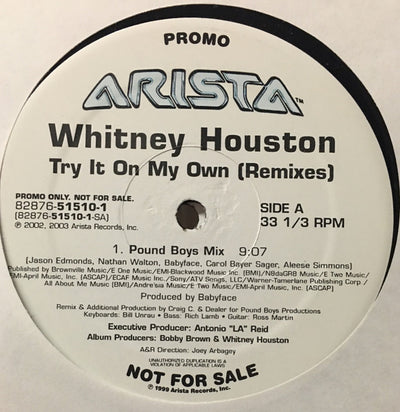 PROMO
ARISTA™
Whitney Houston
Try It On My Own (Remixes)
PROMO ONLY. NOT FOR SALE.
82876-51510-1
(82876-51510-1-SA)
℗ 2002, 2003 Arista Records, Inc.
SIDE A
33 1/3 RPM
1. Pound Boys Mix 9:07
(Jason Edmonds, Nathan Walton, Babyface, Carol Bayer Sager, Aleese Simmons)
Published by Brownville Music/E One Music/EMI-Blackwood Music Inc. (BMI)/N8daGRB Music/E Two Music/
EMI-April Music, Inc. (ASCAP)/ECAF Music Inc./Sony/ATV Songs, LLC/Warner-Tamerlane Publishing Corp./
All About Me Music (BMI)/Andre'sia Music/E Two Music/EMI-April Music, Inc. (ASCAP)
Produced by Babyface
Remix & Additional Production by Craig C. & Dealer for Pound Boys Productions
Keyboards: Bill Unrau • Bass: Rich Lamb • Guitar: Ross Martin
Executive Producer: Antonio "LA" Reid
Album Producers: Bobby Brown & Whitney Houston
A&R Direction: Joey Arbagey
UNAUTHORIZED DUPLICATION IS A
VIOLATION OF APPLICABLE LAWS
NOT FOR SALE
℗ 1998 Arista Records, Inc.